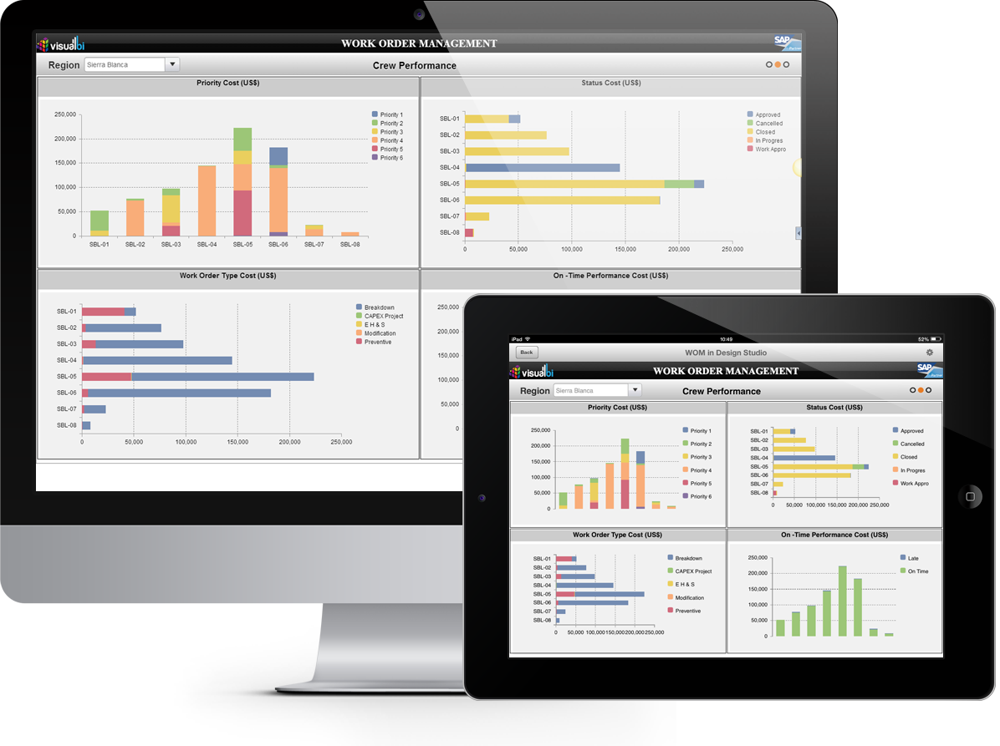 visualbi
WORK ORDER MANAGEMENT
SAP
Partner
Region
Sierra Blanca
Crew Performance
Priority Cost (US$)
250,000
200,000
150,000
100,000
50,000
0
SBL-01 SBL-02 SBL-03 SBL-04 SBL-05 SBL-06 SBL-07 SBL-08
Priority 1
Priority 2
Priority 3
Priority 4
Priority 5
Priority 6
Status Cost (US$)
SBL-01
SBL-02
SBL-03
SBL-04
SBL-05
SBL-06
SBL-07
SBL-08
0 50,000 100,000 150,000 200,000 250,000
Approved
Cancelled
Closed
In Progres
Work Appro
Work Order Type Cost (US$)
SBL-01
SBL-02
SBL-03
SBL-04
SBL-05
SBL-06
SBL-07
SBL-08
0 50,000 100,000 150,000 200,000 250,000
Breakdown
CAPEX Project
E H & S
Modification
Preventive
On -Time Performance Cost (US$)
250,000
200,000
150,000
100,000
50,000
0
iPad 10:49 52%
Back
WOM in Design Studio
visualbi
WORK ORDER MANAGEMENT
SAP
Partner
Region
Sierra Blanca
Crew Performance
Priority Cost (US$)
250,000
200,000
150,000
100,000
50,000
0
Priority 1
Priority 2
Priority 3
Priority 4
Priority 5
Priority 6
Status Cost (US$)
SBL-01
SBL-02
SBL-03
SBL-04
SBL-05
SBL-06
SBL-07
SBL-08
0 50,000 100,000 150,000 200,000 250,000
Approved
Cancelled
Closed
In Progres
Work Appro
Work Order Type Cost (US$)
SBL-01
SBL-02
SBL-03
SBL-04
SBL-05
SBL-06
SBL-07
SBL-08
0 50,000 100,000 150,000 200,000 250,000
Breakdown
CAPEX Project
E H & S
Modification
Preventive
On -Time Performance Cost (US$)
250,000
200,000
150,000
100,000
50,000
0
Late
On Time